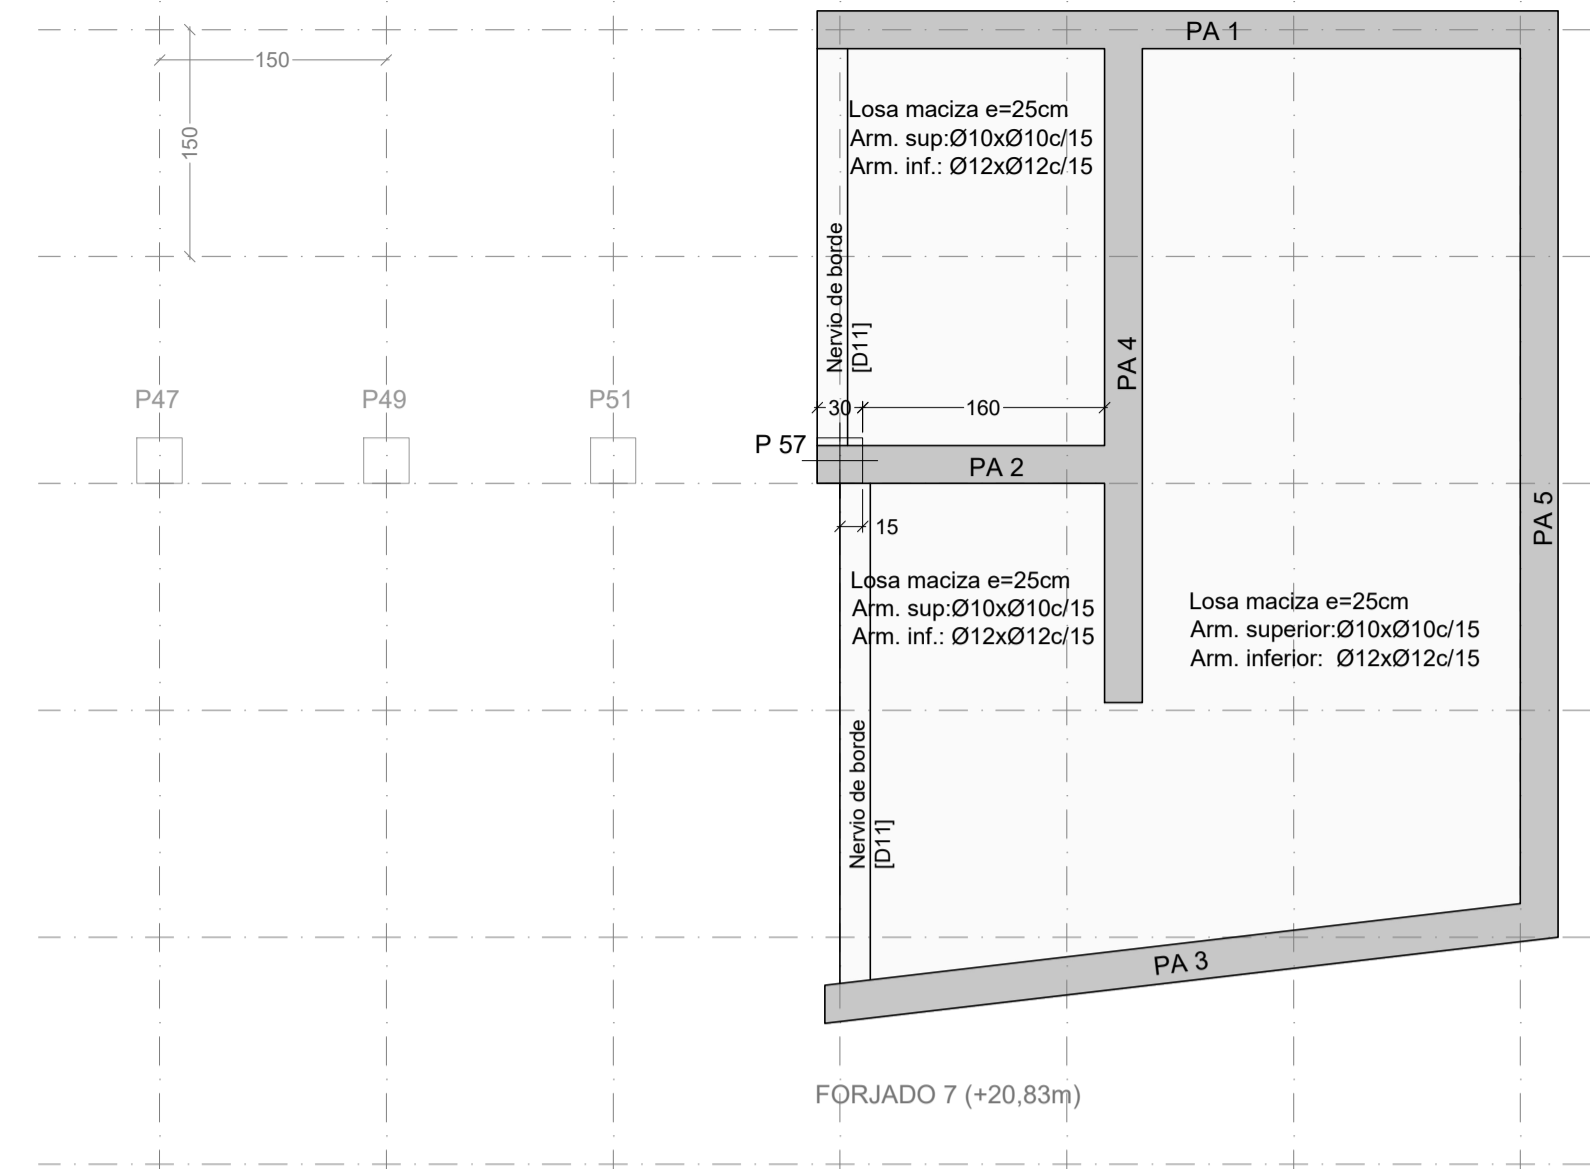 PA 1
150
150
Losa maciza e=25cm
Arm. sup:Ø10xØ10c/15
Arm. inf.: Ø12xØ12c/15
Nervio de borde
[D11]
PA 4
P47
P49
P51
30
160
P 57
PA 2
PA 5
15
Losa maciza e=25cm
Arm. sup:Ø10xØ10c/15
Arm. inf.: Ø12xØ12c/15
Losa maciza e=25cm
Arm. superior:Ø10xØ10c/15
Arm. inferior: Ø12xØ12c/15
Nervio de borde
[D11]
PA 3
FORJADO 7 (+20,83m)